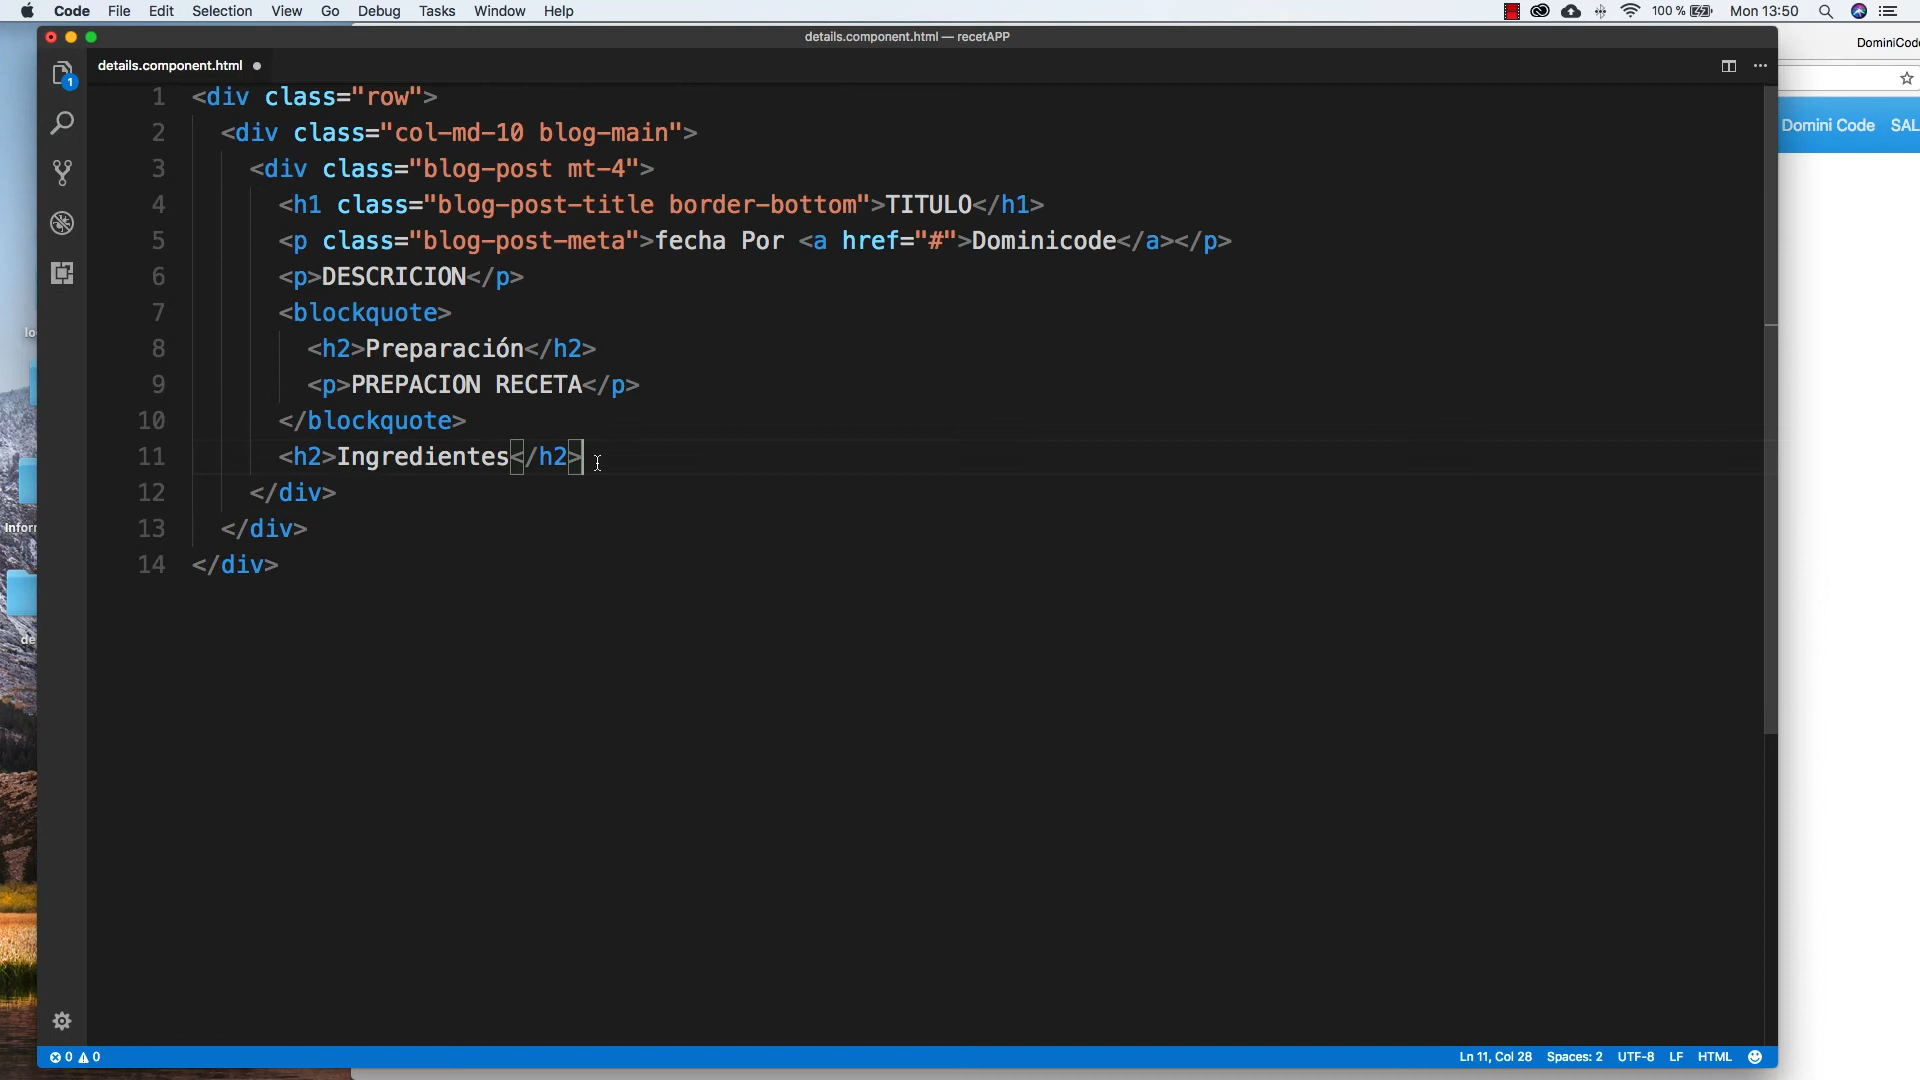 Code File Edit Selection View Go Debug Tasks Window Help 100 % Mon 13:50
details.component.html — recetAPP
DominiCode
1 details.component.html
Domini Code SAL
1 <div class="row">
2 <div class="col-md-10 blog-main">
3 <div class="blog-post mt-4">
4 <h1 class="blog-post-title border-bottom">TITULO</h1>
5 <p class="blog-post-meta">fecha Por <a href="#">Dominicode</a></p>
6 <p>DESCRICION</p>
7 <blockquote>
8 <h2>Preparación</h2>
9 <p>PREPACION RECETA</p>
10 </blockquote>
11 <h2>Ingredientes</h2>
12 </div>
13 </div>
14 </div>
0 0 Ln 11, Col 28 Spaces: 2 UTF-8 LF HTML